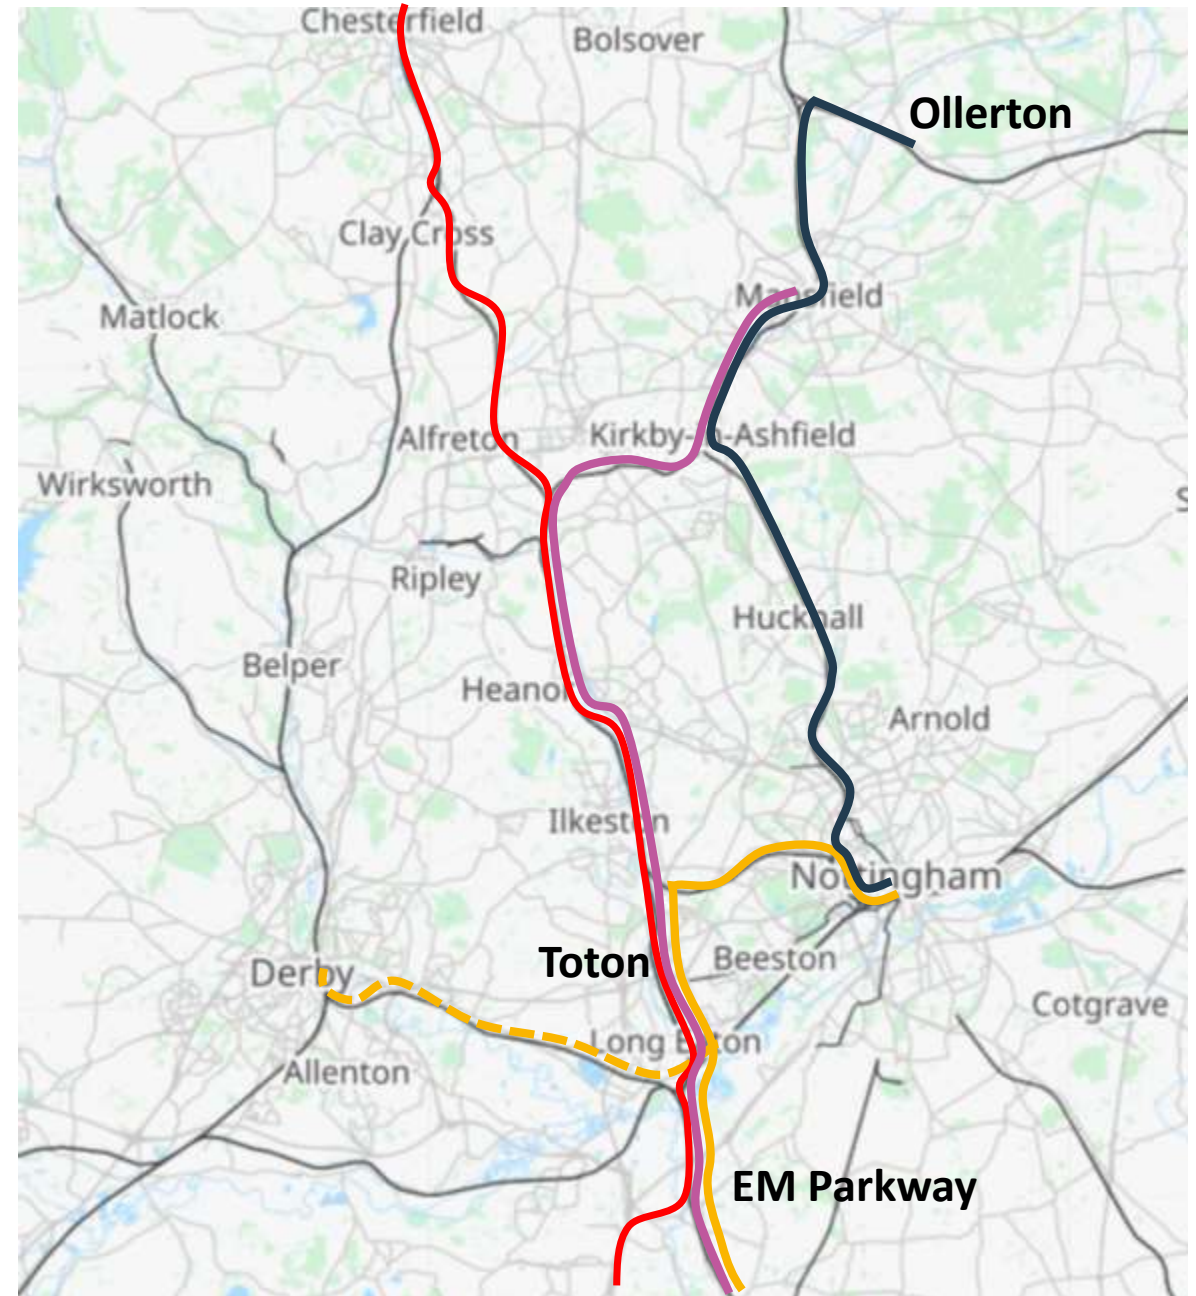 Chesterfield
Bolsover
Ollerton
Clay Cross
Mansfield
Matlock
Alfreton
Kirkby-in-Ashfield
Wirksworth
S
Ripley
Hucknall
Belper
Heanor
Arnold
Ilkeston
Nottingham
Toton
Beeston
Derby
Cotgrave
Long Eaton
Allenton
EM Parkway